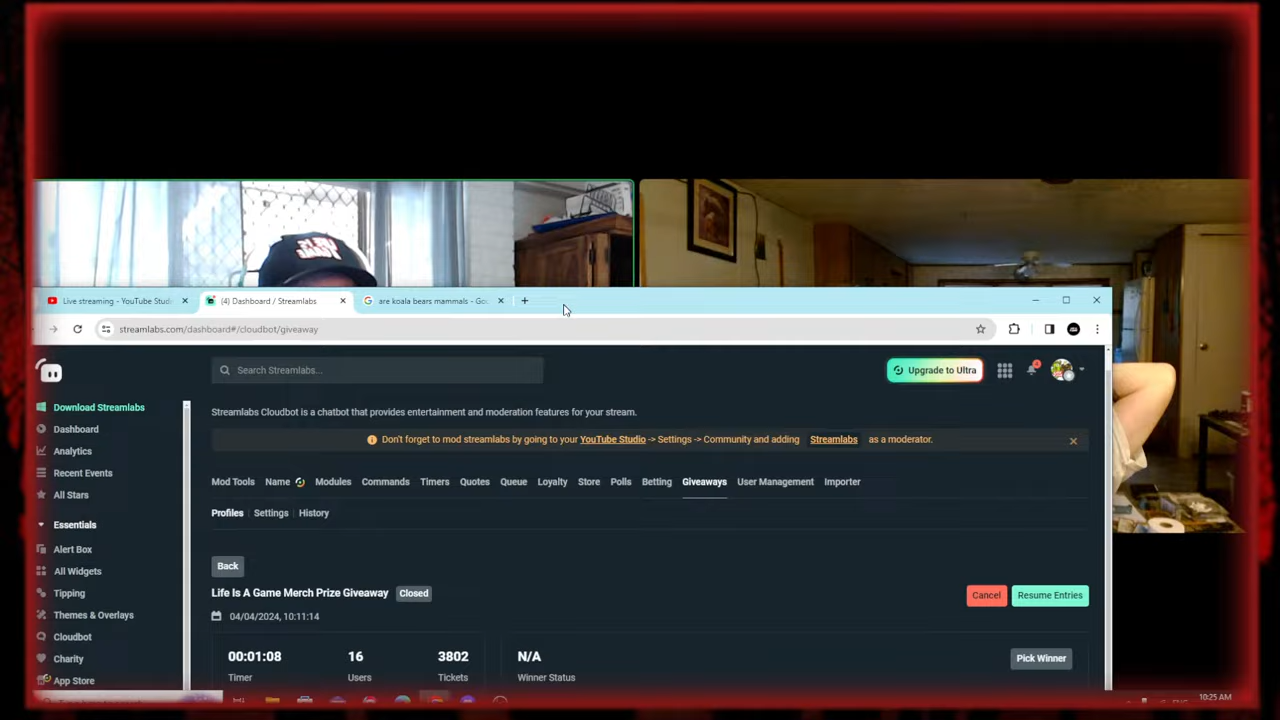 Live streaming - YouTube Studi
(4) Dashboard / Streamlabs
are koala bears mammals - Go
streamlabs.com/dashboard#/cloudbot/giveaway
Search Streamlabs...
Upgrade to Ultra
Download Streamlabs
Dashboard
Analytics
Recent Events
All Stars
Essentials
Alert Box
All Widgets
Tipping
Themes & Overlays
Cloudbot
Charity
App Store
Streamlabs Cloudbot is a chatbot that provides entertainment and moderation features for your stream.
Don't forget to mod streamlabs by going to your YouTube Studio -> Settings -> Community and adding Streamlabs as a moderator.
Mod Tools Name Modules Commands Timers Quotes Queue Loyalty Store Polls Betting Giveaways User Management Importer
Profiles Settings History
Back
Life Is A Game Merch Prize Giveaway Closed
Cancel Resume Entries
04/04/2024, 10:11:14
00:01:08 16 3802 N/A
Pick Winner
Timer Users Tickets Winner Status
10:25 AM